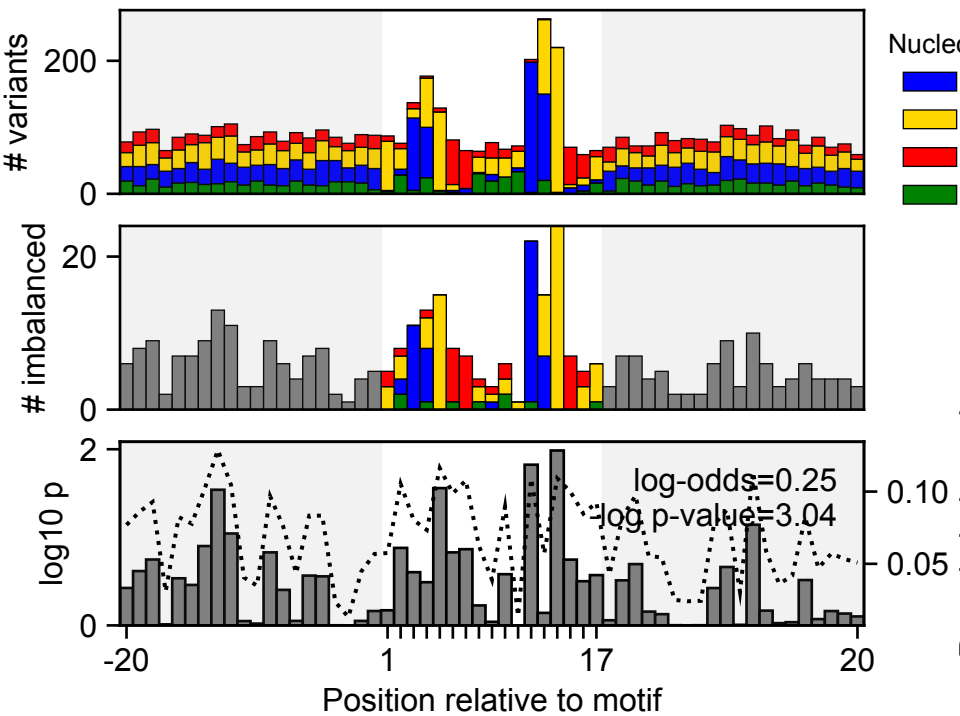 # variants
200
0
Nucleo
# imbalanced
20
0
log10 p
2
1
0
log-odds=0.25
log p-value=3.04
0.10
0.05
-20
1
17
20
Position relative to motif